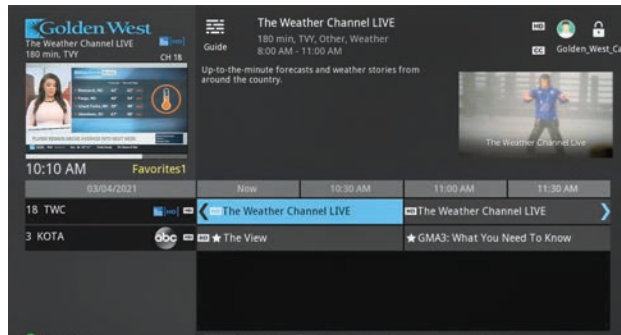 Golden West
The Weather Channel LIVE
180 min, TVY
CH 18
10:10 AM
Favorites1
Guide
The Weather Channel LIVE
180 min, TVY, Other, Weather
8:00 AM - 11:00 AM
HD
CC
Golden_West_Ca
Up-to-the-minute forecasts and weather stories from
around the country.
The Weather Channel Live
03/04/2021
Now
10:30 AM
11:00 AM
11:30 AM
18 TWC
HD
The Weather Channel LIVE
HD The Weather Channel LIVE
3 KOTA
abc
HD
HD ★ The View
★ GMA3: What You Need To Know